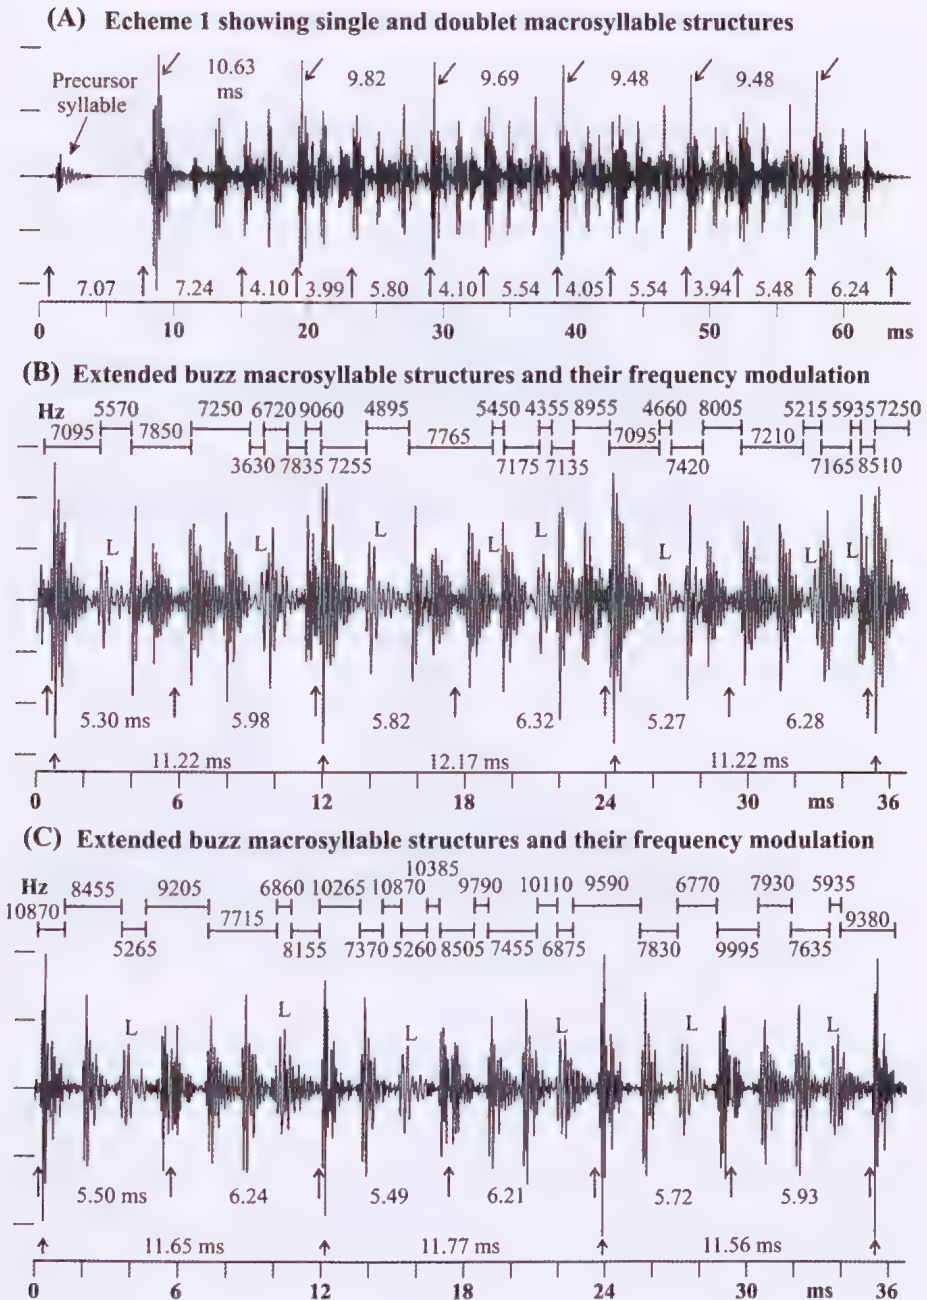 (A) Echeme 1 showing single and doublet macrosyllable structures
Precursor
syllable
10.63
ms
9.82
9.69
9.48
9.48
7.07 7.24 4.10 3.99 5.80 4.10 5.54 4.05 5.54 3.94 5.48 6.24
0 10 20 30 40 50 60 ms
(B) Extended buzz macrosyllable structures and their frequency modulation
Hz 5570 7250 6720 9060 4895 5450 4355 8955 4660 8005 5215 5935 7250
7095 7850 3630 7835 7255 7765 7175 7135 7095 7420 7210 7165 8510
L L L L L L L L
5.30 ms 5.98 5.82 6.32 5.27 6.28
11.22 ms 12.17 ms 11.22 ms
0 6 12 18 24 30 ms 36
(C) Extended buzz macrosyllable structures and their frequency modulation
10385
Hz 8455 9205 6860 10265 10870 9790 10110 9590 6770 7930 5935
10870 5265 7715 8155 7370 5260 8505 7455 6875 7830 9995 7635 9380
L L L L L L
5.50 ms 6.24 5.49 6.21 5.72 5.93
11.65 ms 11.77 ms 11.56 ms
0 6 12 18 24 30 ms 36